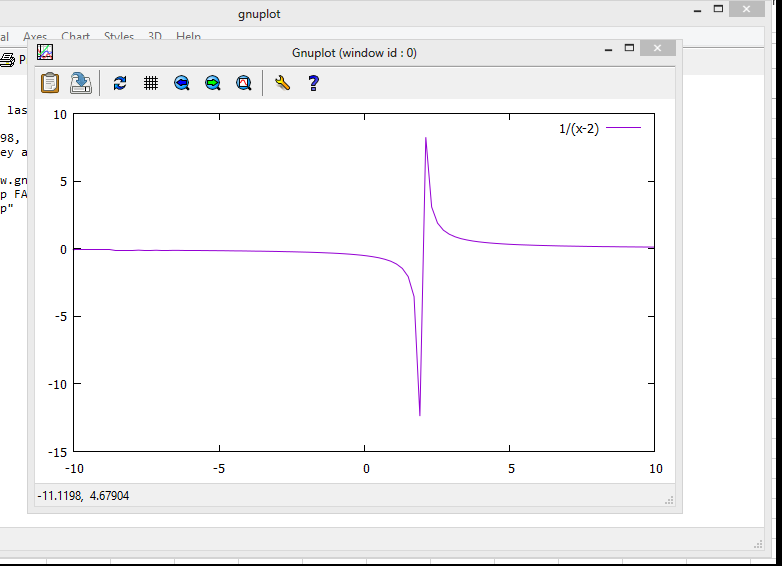 gnuplot
al Axes Chart Styles 3D Help
Gnuplot (window id : 0)
P
las
98,
ey a
w.gn
p FA
p"
10
1/(x-2)
5
0
-5
-10
-15
-10 -5 0 5 10
-11.1198, 4.67904